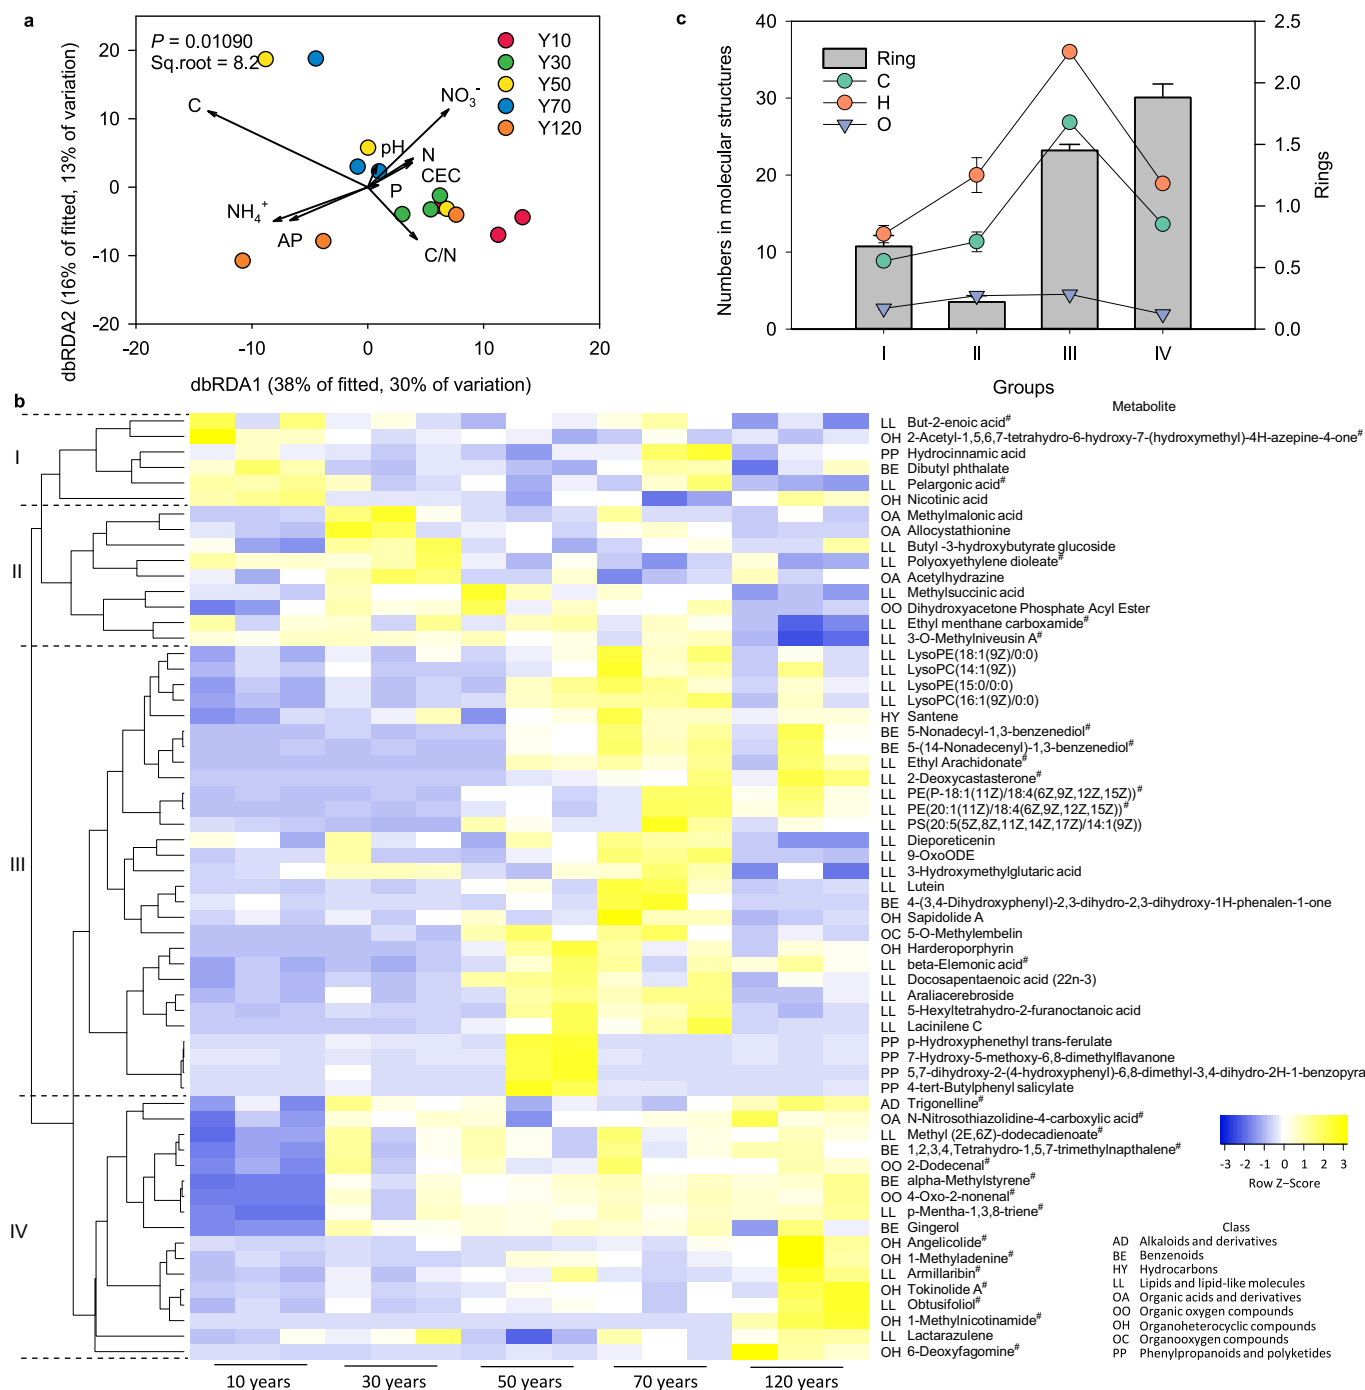 a
P = 0.01090
Sq.root = 8.2
Y10
Y30
Y50
Y70
Y120
C
NO₃⁻
pH
N
CEC
P
NH₄⁺
AP
C/N
20
10
0
-10
-20
-20
-10
0
10
20
dbRDA2 (16% of fitted, 13% of variation)
dbRDA1 (38% of fitted, 30% of variation)
c
Ring
C
H
O
40
30
20
10
0
2.5
2.0
1.5
1.0
0.5
0.0
Numbers in molecular structures
Rings
I
II
III
IV
Groups
b
Metabolite
I
II
III
IV
LL But-2-enoic acid#
OH 2-Acetyl-1,5,6,7-tetrahydro-6-hydroxy-7-(hydroxymethyl)-4H-azepine-4-one#
PP Hydrocinnamic acid
BE Dibutyl phthalate
LL Pelargonic acid#
OH Nicotinic acid
OA Methylmalonic acid
OA Allocystathionine
LL Butyl -3-hydroxybutyrate glucoside
LL Polyoxyethylene dioleate#
OA Acetylhydrazine
LL Methylsuccinic acid
OO Dihydroxyacetone Phosphate Acyl Ester
LL Ethyl menthane carboxamide#
LL 3-O-Methylniveusin A#
LL LysoPE(18:1(9Z)/0:0)
LL LysoPC(14:1(9Z))
LL LysoPE(15:0/0:0)
LL LysoPC(16:1(9Z)/0:0)
HY Santene
BE 5-Nonadecyl-1,3-benzenediol#
BE 5-(14-Nonadecenyl)-1,3-benzenediol#
LL Ethyl Arachidonate#
LL 2-Deoxycastasterone#
LL PE(P-18:1(11Z)/18:4(6Z,9Z,12Z,15Z))#
LL PE(20:1(11Z)/18:4(6Z,9Z,12Z,15Z))#
LL PS(20:5(5Z,8Z,11Z,14Z,17Z)/14:1(9Z))
LL Dieporeticenin
LL 9-OxoODE
LL 3-Hydroxymethylglutaric acid
LL Lutein
BE 4-(3,4-Dihydroxyphenyl)-2,3-dihydro-2,3-dihydroxy-1H-phenalen-1-one
OH Sapidolide A
OC 5-O-Methylembelin
OH Harderoporphyrin
LL beta-Elemonic acid#
LL Docosapentaenoic acid (22n-3)
LL Araliacerebroside
LL 5-Hexyltetrahydro-2-furanoctanoic acid
LL Lacinilene C
PP p-Hydroxyphenethyl trans-ferulate
PP 7-Hydroxy-5-methoxy-6,8-dimethylflavanone
PP 5,7-dihydroxy-2-(4-hydroxyphenyl)-6,8-dimethyl-3,4-dihydro-2H-1-benzopyra
PP 4-tert-Butylphenyl salicylate
AD Trigonelline#
OA N-Nitrosothiazolidine-4-carboxylic acid#
LL Methyl (2E,6Z)-dodecadienoate#
BE 1,2,3,4,Tetrahydro-1,5,7-trimethylnapthalene#
OO 2-Dodecenal#
BE alpha-Methylstyrene#
OO 4-Oxo-2-nonenal#
LL p-Mentha-1,3,8-triene#
BE Gingerol
OH Angelicolide#
OH 1-Methyladenine#
LL Armillaribin#
OH Tokinolide A#
LL Obtusifoliol#
OH 1-Methylnicotinamide#
LL Lactarazulene
OH 6-Deoxyfagomine#
10 years
30 years
50 years
70 years
120 years
-3 -2 -1 0 1 2 3
Row Z−Score
Class
AD Alkaloids and derivatives
BE Benzenoids
HY Hydrocarbons
LL Lipids and lipid-like molecules
OA Organic acids and derivatives
OO Organic oxygen compounds
OH Organoheterocyclic compounds
OC Organooxygen compounds
PP Phenylpropanoids and polyketides